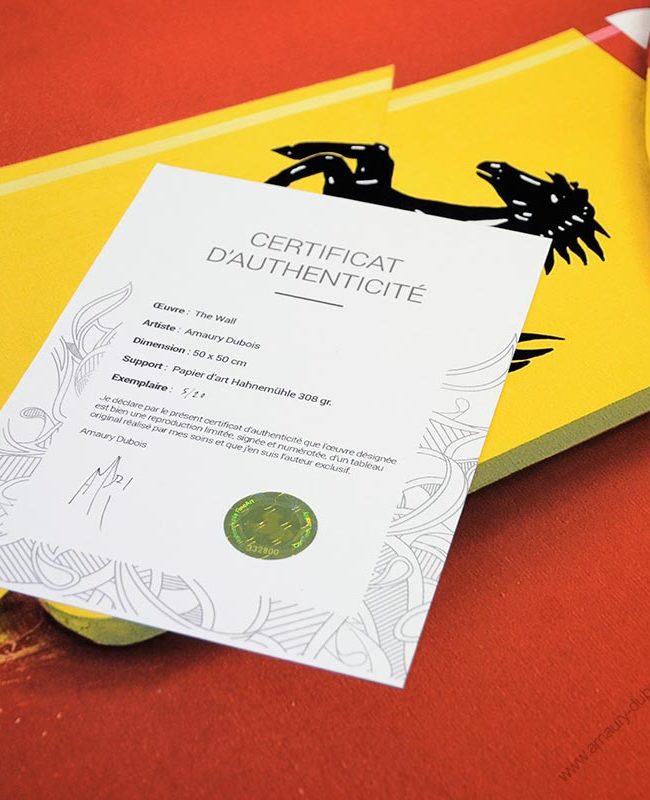 CERTIFICAT
D'AUTHENTICITÉ
Œuvre : The Wall
Artiste : Amaury Dubois
Dimension : 50 x 50 cm
Support : Papier d'art Hahnemühle 308 gr.
Exemplaire : 5/20
Je déclare par le présent certificat d'authenticité que l'œuvre désignée
est bien une reproduction limitée, signée et numérotée, d'un tableau
original réalisé par mes soins et que j'en suis l'auteur exclusif.
Amaury Dubois
332800
www.amaury-dub